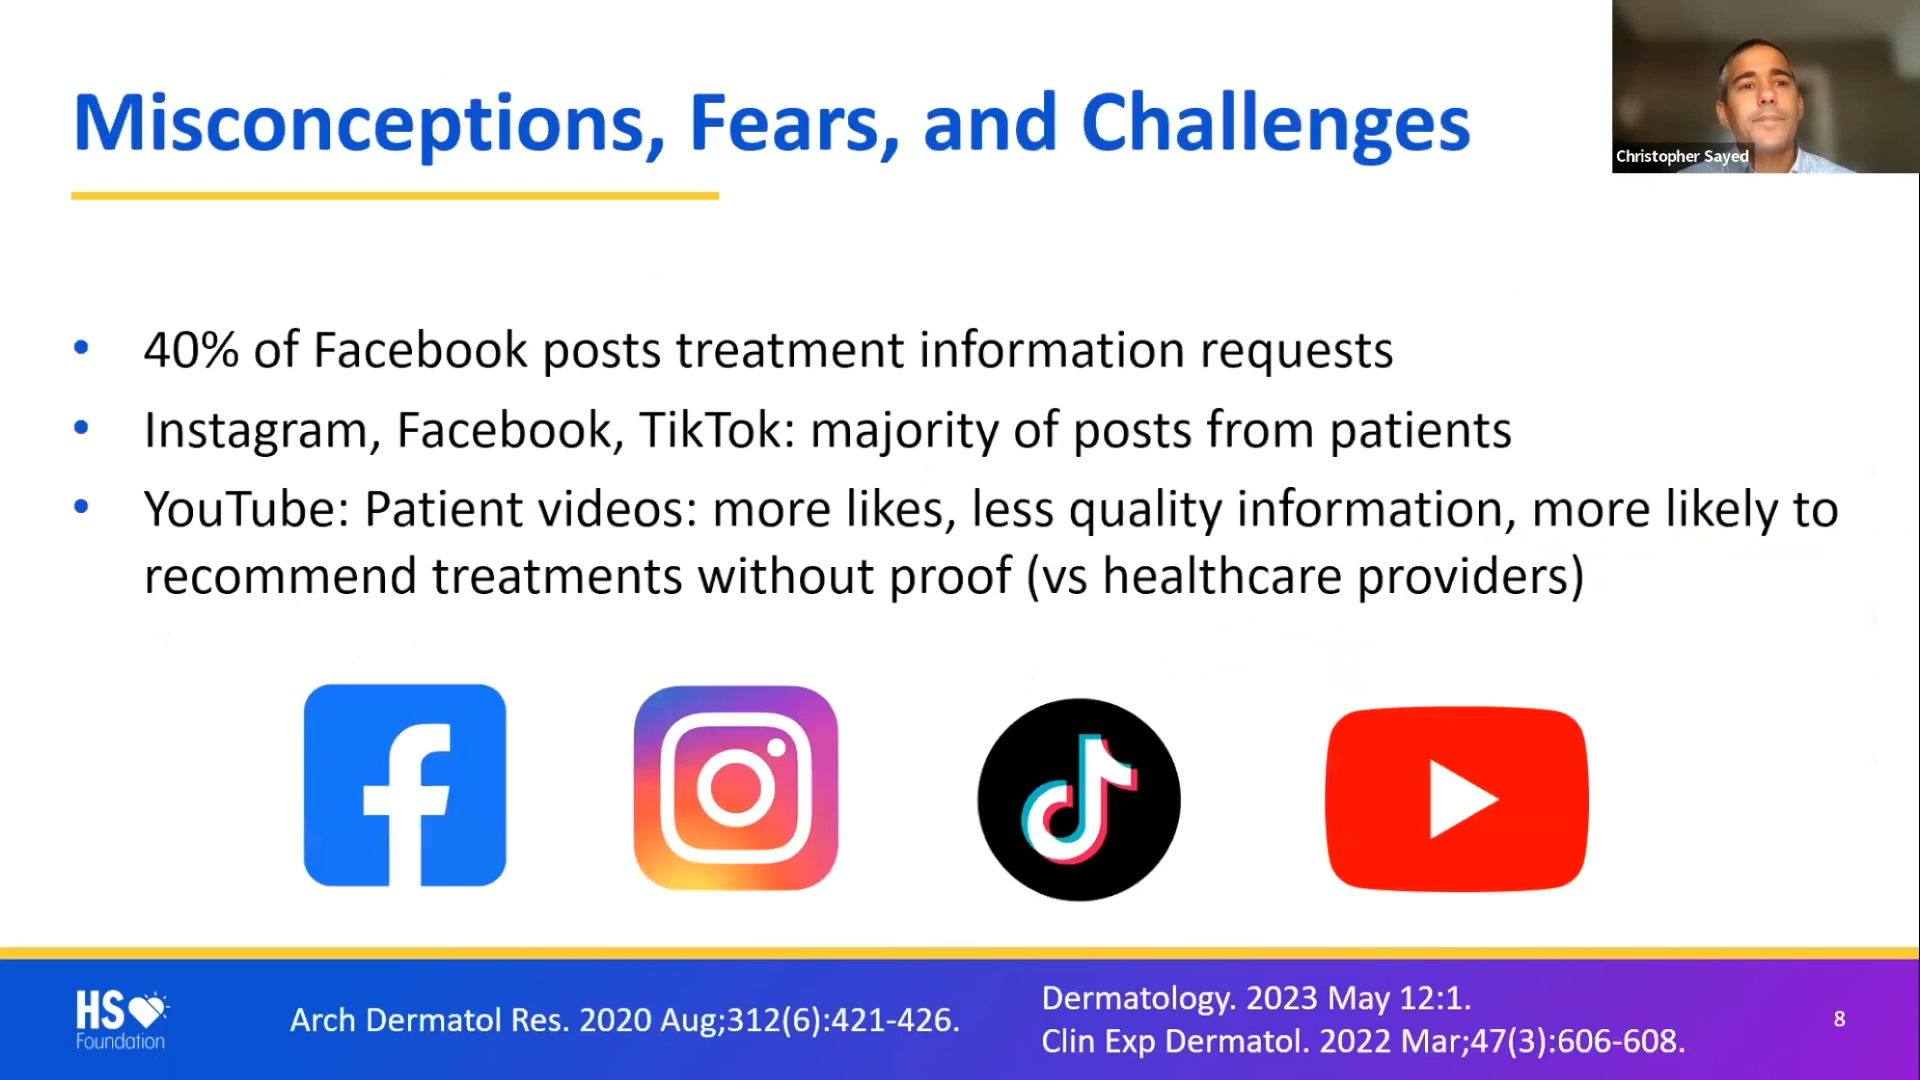 Misconceptions, Fears, and Challenges
Christopher Sayed
• 40% of Facebook posts treatment information requests
• Instagram, Facebook, TikTok: majority of posts from patients
• YouTube: Patient videos: more likes, less quality information, more likely to
recommend treatments without proof (vs healthcare providers)
HS
Foundation
Arch Dermatol Res. 2020 Aug;312(6):421-426.
Dermatology. 2023 May 12:1.
Clin Exp Dermatol. 2022 Mar;47(3):606-608.
8